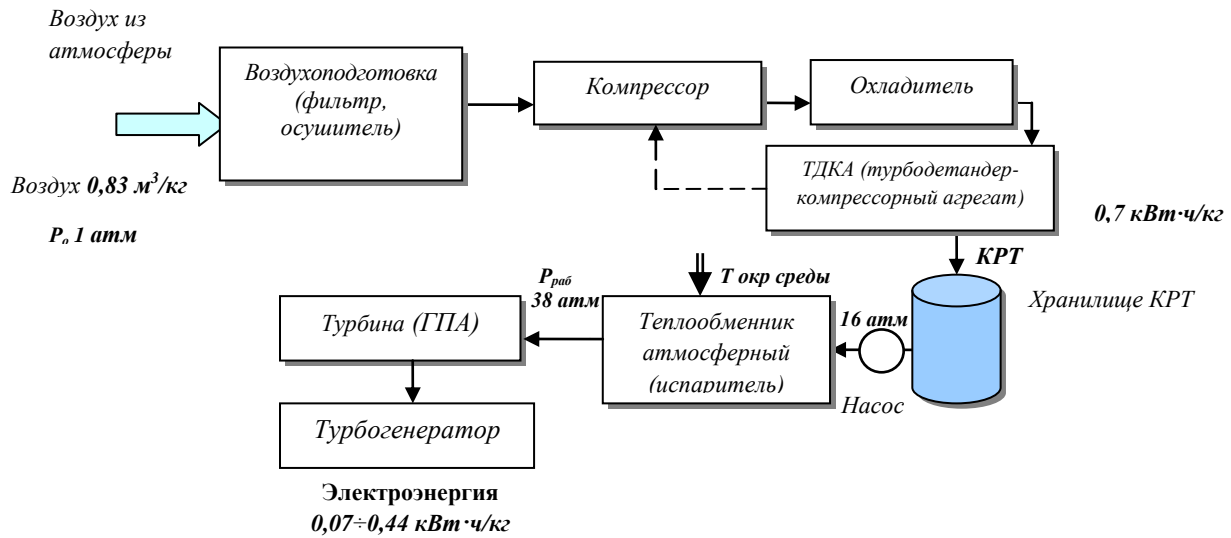 Воздух из
атмосферы
Воздухоподготовка
(фильтр,
осушитель)
Компрессор
Охладитель
Воздух 0,83 м³/кг
Pо 1 атм
ТДКА (турбодетандер-
компрессорный агрегат)
0,7 кВт·ч/кг
КРТ
Хранилище КРТ
Pраб
38 атм
Т окр среды
16 атм
Турбина (ГПА)
Теплообменник
атмосферный
(испаритель)
Насос
Турбогенератор
Электроэнергия
0,07÷0,44 кВт·ч/кг